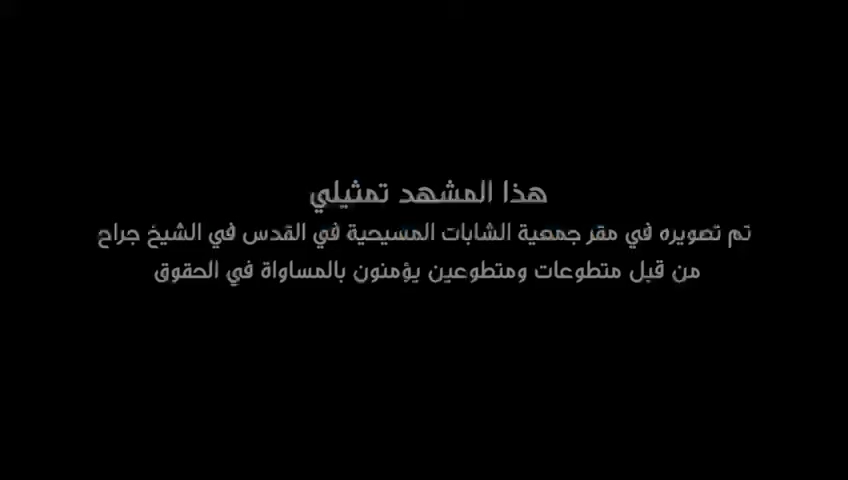 هذا المشهد تمثيلي
تم تصويره في مقر جمعية الشابات المسيحية في القدس في الشيخ جراح
من قبل متطوعات ومتطوعين يؤمنون بالمساواة في الحقوق